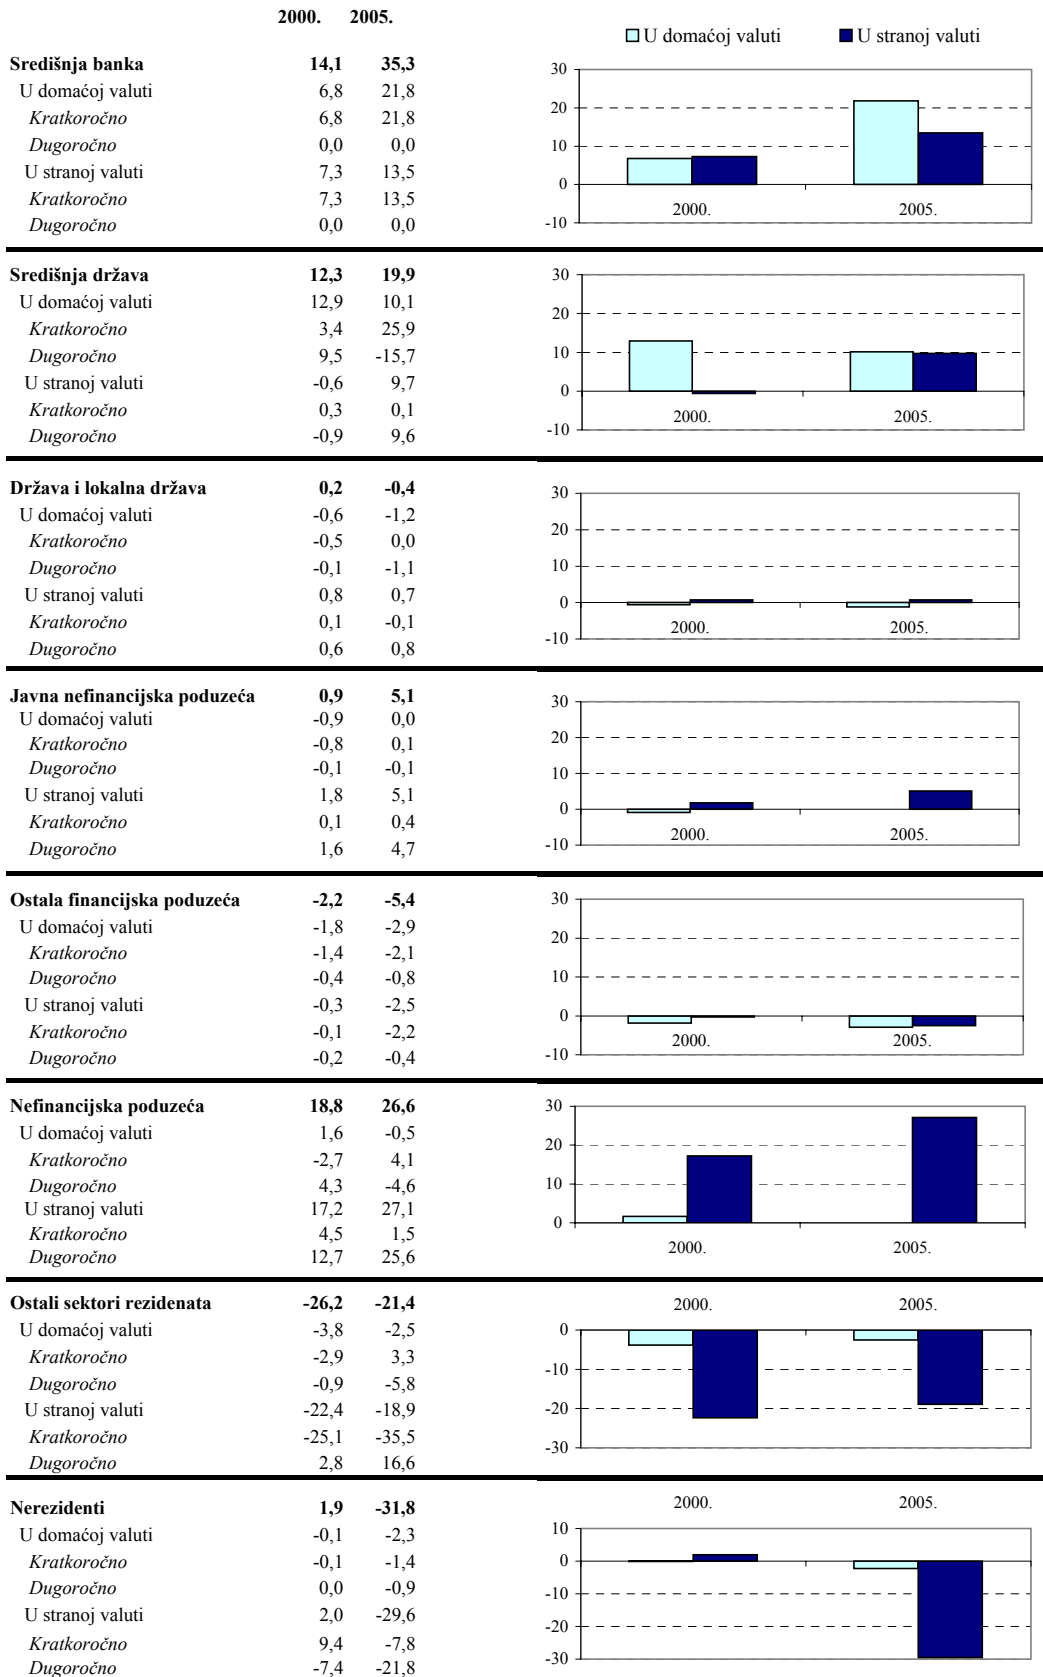 2000. 2005.
U domaćoj valuti U stranoj valuti
Središnja banka 14,1 35,3
U domaćoj valuti 6,8 21,8
Kratkoročno 6,8 21,8
Dugoročno 0,0 0,0
U stranoj valuti 7,3 13,5
Kratkoročno 7,3 13,5
Dugoročno 0,0 0,0
30
20
10
0
-10
2000. 2005.
Središnja država 12,3 19,9
U domaćoj valuti 12,9 10,1
Kratkoročno 3,4 25,9
Dugoročno 9,5 -15,7
U stranoj valuti -0,6 9,7
Kratkoročno 0,3 0,1
Dugoročno -0,9 9,6
30
20
10
0
-10
2000. 2005.
Država i lokalna država 0,2 -0,4
U domaćoj valuti -0,6 -1,2
Kratkoročno -0,5 0,0
Dugoročno -0,1 -1,1
U stranoj valuti 0,8 0,7
Kratkoročno 0,1 -0,1
Dugoročno 0,6 0,8
30
20
10
0
-10
2000. 2005.
Javna nefinancijska poduzeća 0,9 5,1
U domaćoj valuti -0,9 0,0
Kratkoročno -0,8 0,1
Dugoročno -0,1 -0,1
U stranoj valuti 1,8 5,1
Kratkoročno 0,1 0,4
Dugoročno 1,6 4,7
30
20
10
0
-10
2000. 2005.
Ostala financijska poduzeća -2,2 -5,4
U domaćoj valuti -1,8 -2,9
Kratkoročno -1,4 -2,1
Dugoročno -0,4 -0,8
U stranoj valuti -0,3 -2,5
Kratkoročno -0,1 -2,2
Dugoročno -0,2 -0,4
30
20
10
0
-10
2000. 2005.
Nefinancijska poduzeća 18,8 26,6
U domaćoj valuti 1,6 -0,5
Kratkoročno -2,7 4,1
Dugoročno 4,3 -4,6
U stranoj valuti 17,2 27,1
Kratkoročno 4,5 1,5
Dugoročno 12,7 25,6
30
20
10
0
2000. 2005.
Ostali sektori rezidenata -26,2 -21,4
U domaćoj valuti -3,8 -2,5
Kratkoročno -2,9 3,3
Dugoročno -0,9 -5,8
U stranoj valuti -22,4 -18,9
Kratkoročno -25,1 -35,5
Dugoročno 2,8 16,6
2000. 2005.
0
-10
-20
-30
Nerezidenti 1,9 -31,8
U domaćoj valuti -0,1 -2,3
Kratkoročno -0,1 -1,4
Dugoročno 0,0 -0,9
U stranoj valuti 2,0 -29,6
Kratkoročno 9,4 -7,8
Dugoročno -7,4 -21,8
2000. 2005.
10
0
-10
-20
-30